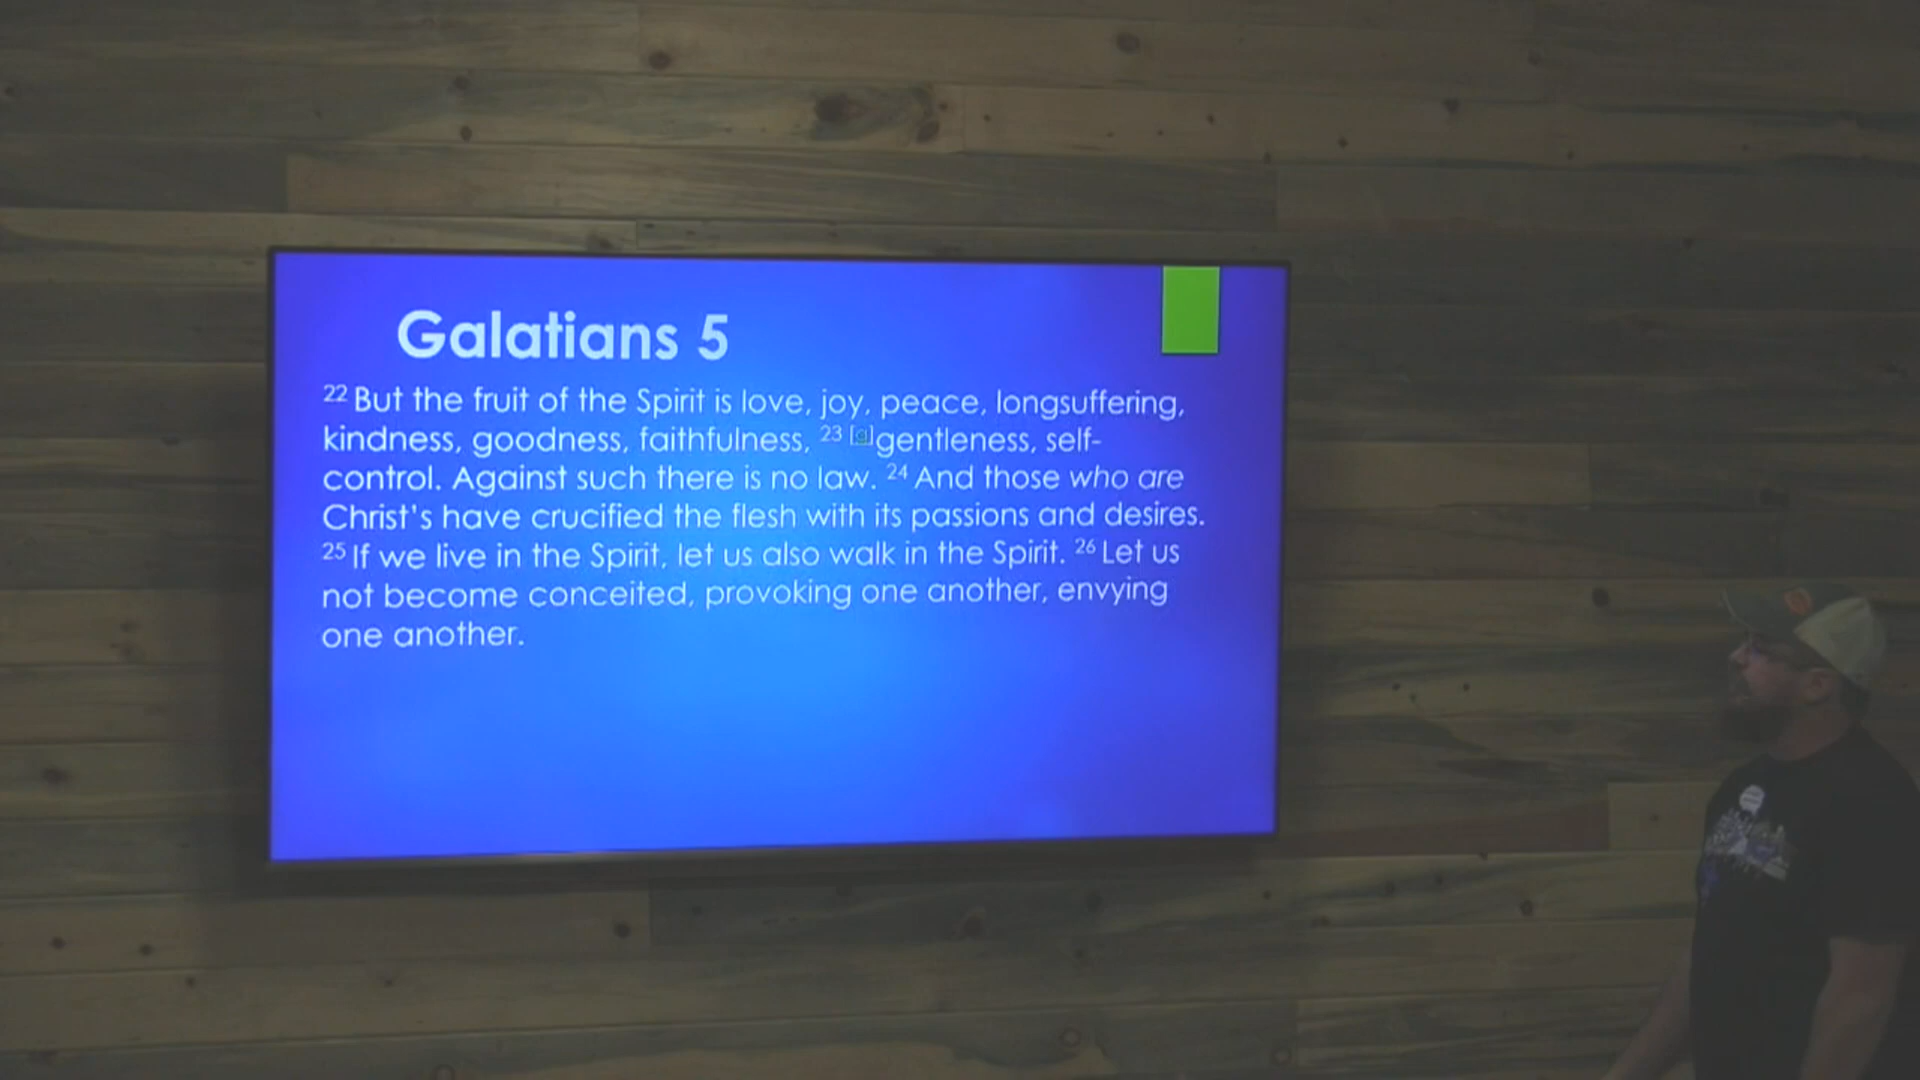 Galatians 5
22 But the fruit of the Spirit is love, joy, peace, longsuffering,
kindness, goodness, faithfulness, 23 [a]gentleness, self-
control. Against such there is no law. 24 And those who are
Christ's have crucified the flesh with its passions and desires.
25 If we live in the Spirit, let us also walk in the Spirit. 26 Let us
not become conceited, provoking one another, envying
one another.